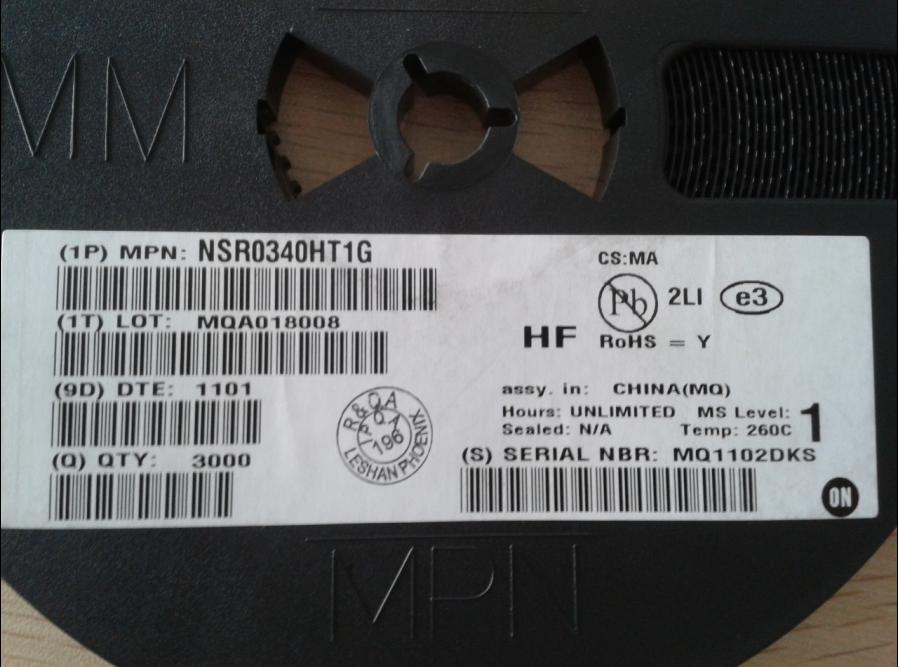 MM
(1P) MPN: NSR0340HT1G
CS:MA
Pb 2LI e3
(1T) LOT: MQA018008
HF RoHS = Y
(9D) DTE: 1101
assy. in: CHINA(MQ)
Hours: UNLIMITED MS Level: 1
Sealed: N/A Temp: 260C
R&QA
IPQA
196
LESHAN PHOENIX
(Q) QTY: 3000
(S) SERIAL NBR: MQ1102DKS
ON
MPN